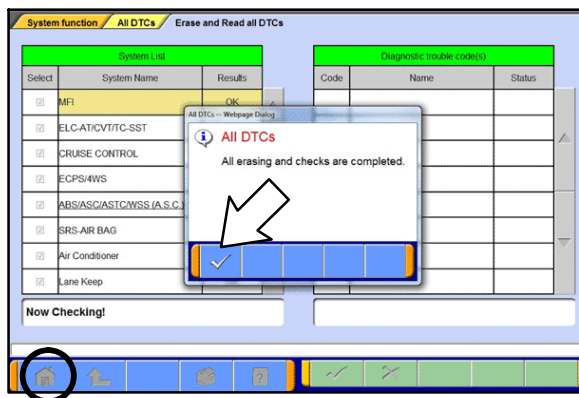 System function All DTCs Erase and Read all DTCs
System List
Diagnostic trouble code(s)
Select System Name Results
Code Name Status
MFI OK
ELC-AT/CVT/TC-SST
CRUISE CONTROL
ECPS/4WS
ABS/ASC/ASTC/WSS (A.S.C.)
SRS-AIR BAG
Air Conditioner
Lane Keep
All DTCs -- Webpage Dialog
All DTCs
All erasing and checks are completed.
Now Checking!